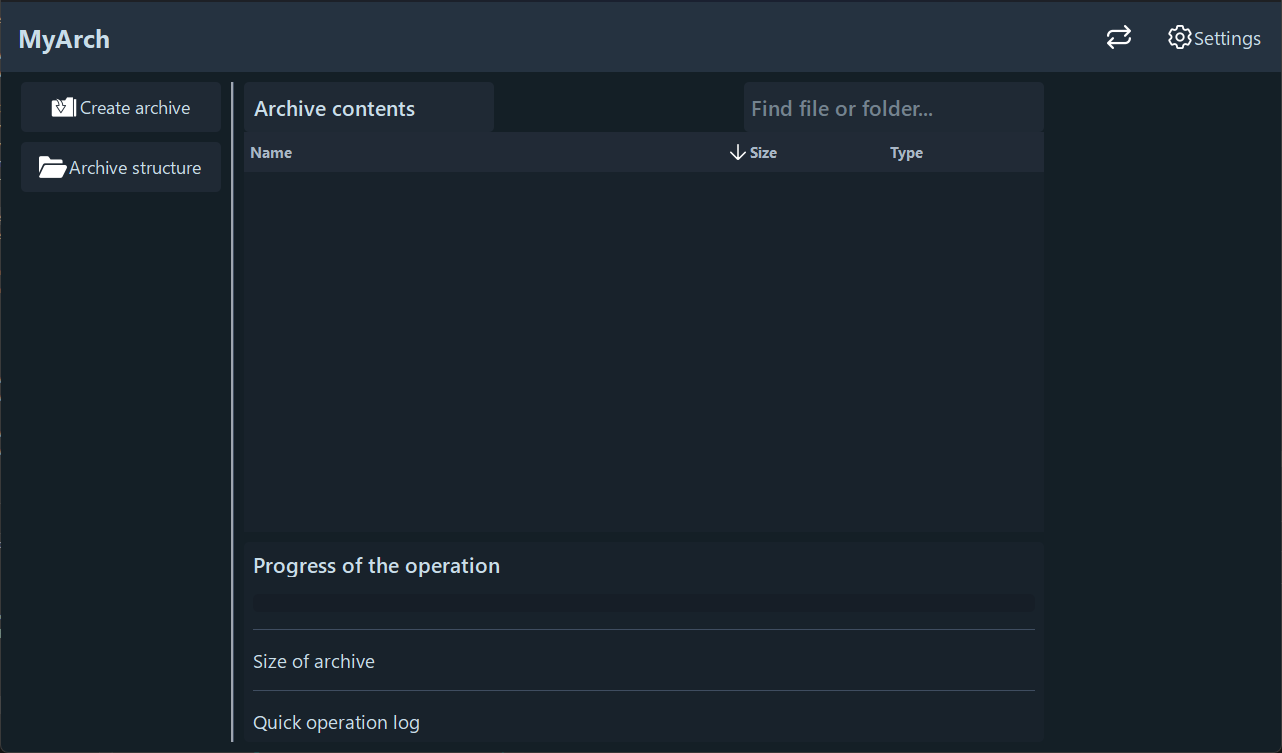 MyArch
Settings
Create archive
Archive structure
Archive contents
Find file or folder...
Name
Size
Type
Progress of the operation
Size of archive
Quick operation log